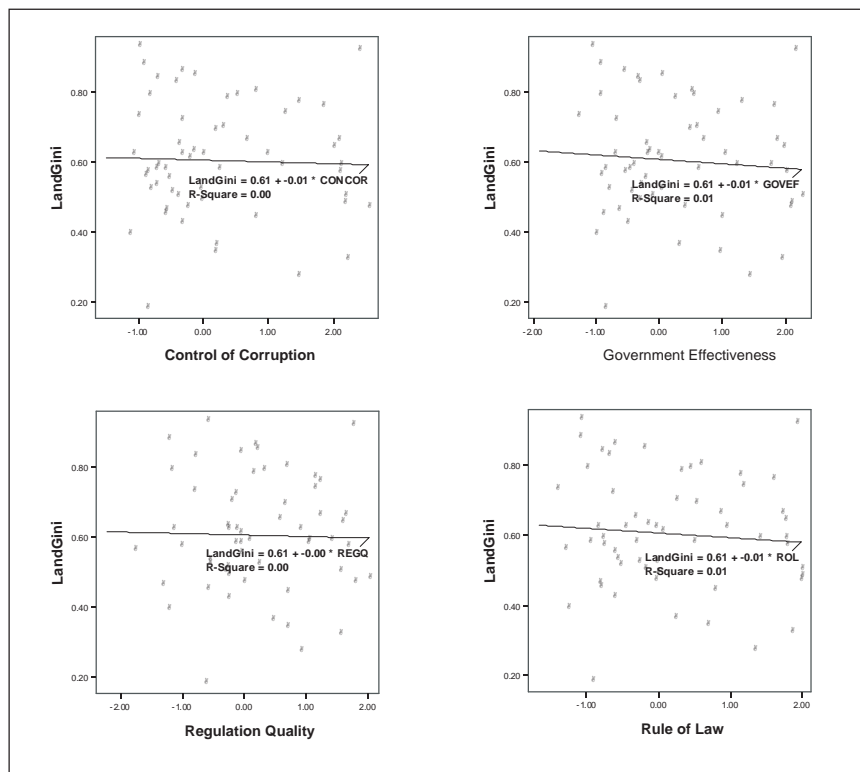 LandGini
0.80
0.60
0.40
0.20
LandGini = 0.61 + -0.01 * CONCOR
R-Square = 0.00
-1.00 0.00 1.00 2.00
Control of Corruption
LandGini
0.80
0.60
0.40
0.20
LandGini = 0.61 + -0.01 * GOVEF
R-Square = 0.01
-2.00 -1.00 0.00 1.00 2.00
Government Effectiveness
LandGini
0.80
0.60
0.40
0.20
LandGini = 0.61 + -0.00 * REGQ
R-Square = 0.00
-2.00 -1.00 0.00 1.00 2.00
Regulation Quality
LandGini
0.80
0.60
0.40
0.20
LandGini = 0.61 + -0.01 * ROL
R-Square = 0.01
-1.00 0.00 1.00 2.00
Rule of Law